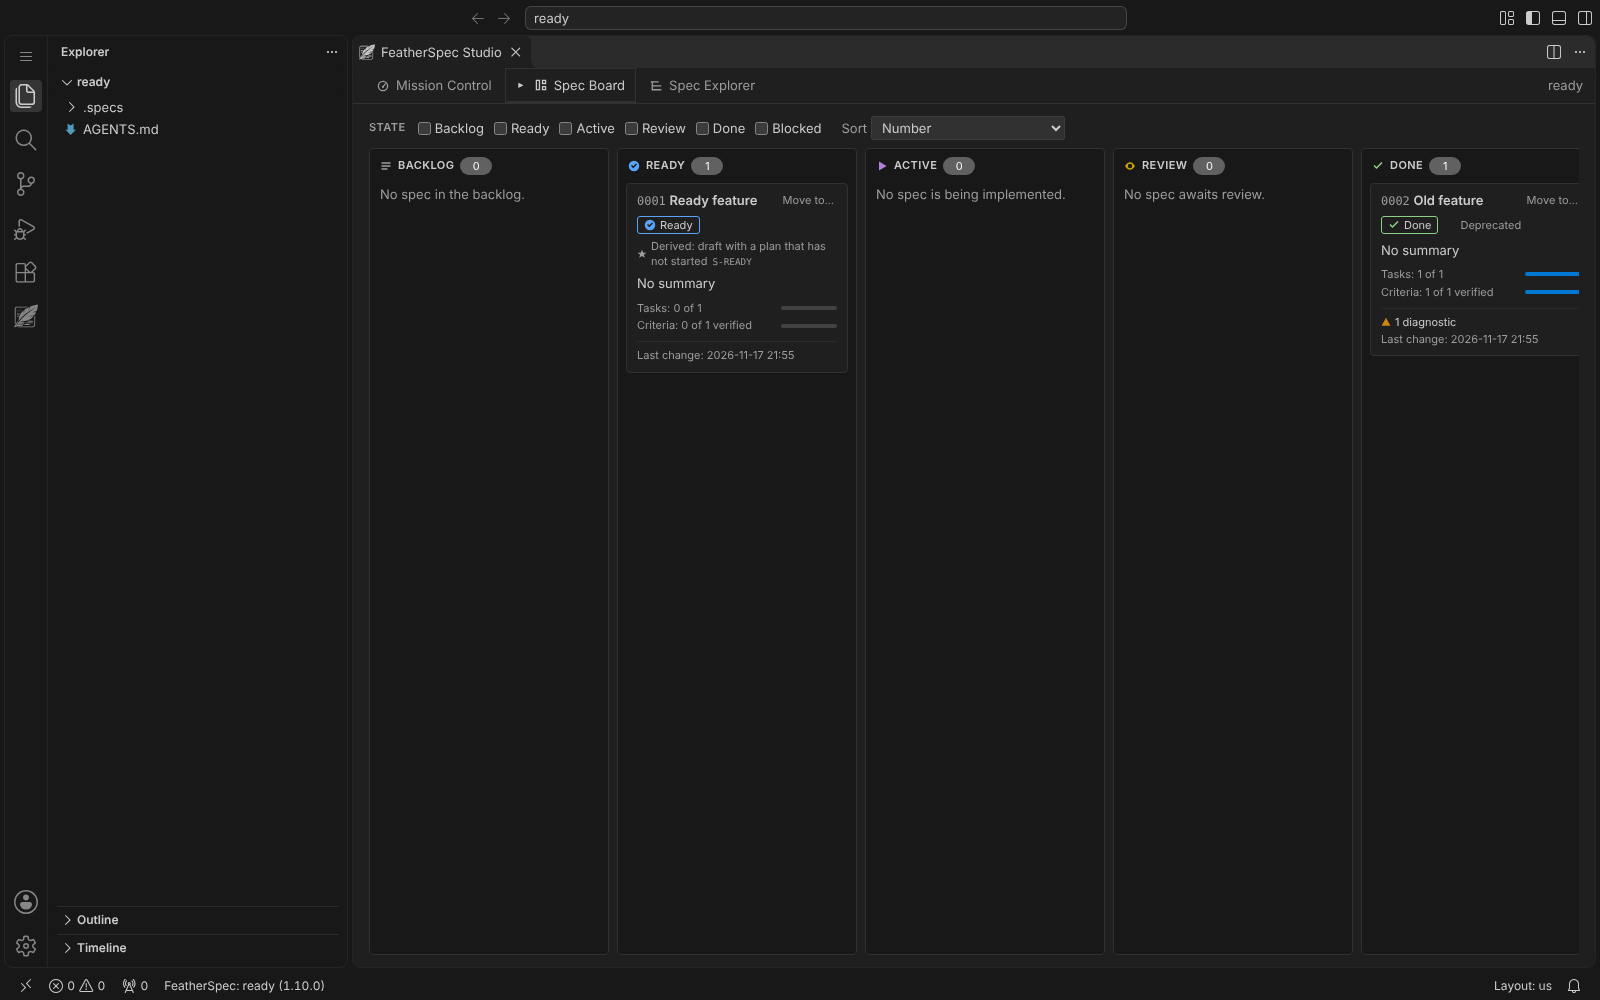 ready
Explorer
ready
.specs
AGENTS.md
Outline
Timeline
FeatherSpec Studio
Mission Control
Spec Board
Spec Explorer
ready
STATE
Backlog
Ready
Active
Review
Done
Blocked
Sort
Number
BACKLOG 0
No spec in the backlog.
READY 1
0001 Ready feature
Move to...
Ready
Derived: draft with a plan that has
not started S-READY
No summary
Tasks: 0 of 1
Criteria: 0 of 1 verified
Last change: 2026-11-17 21:55
ACTIVE 0
No spec is being implemented.
REVIEW 0
No spec awaits review.
DONE 1
0002 Old feature
Move to...
Done
Deprecated
No summary
Tasks: 1 of 1
Criteria: 1 of 1 verified
1 diagnostic
Last change: 2026-11-17 21:55
0
0
0
FeatherSpec: ready (1.10.0)
Layout: us